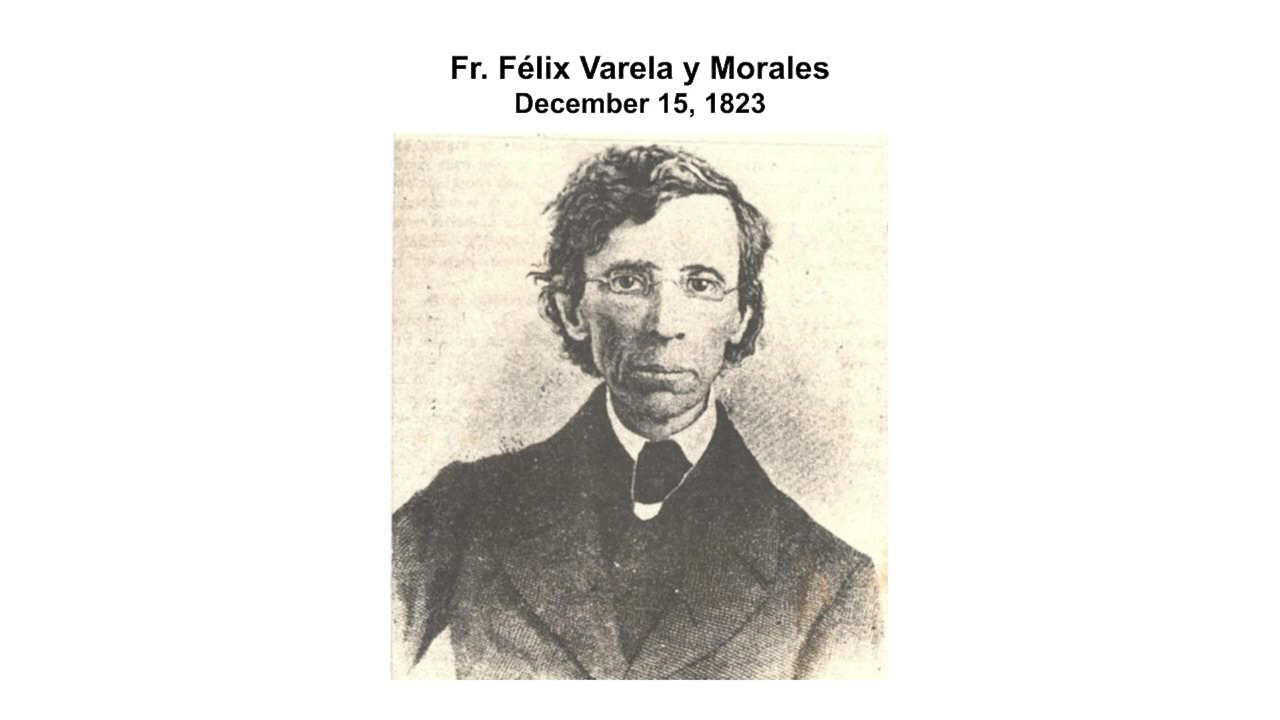 Fr. Félix Varela y Morales
December 15, 1823